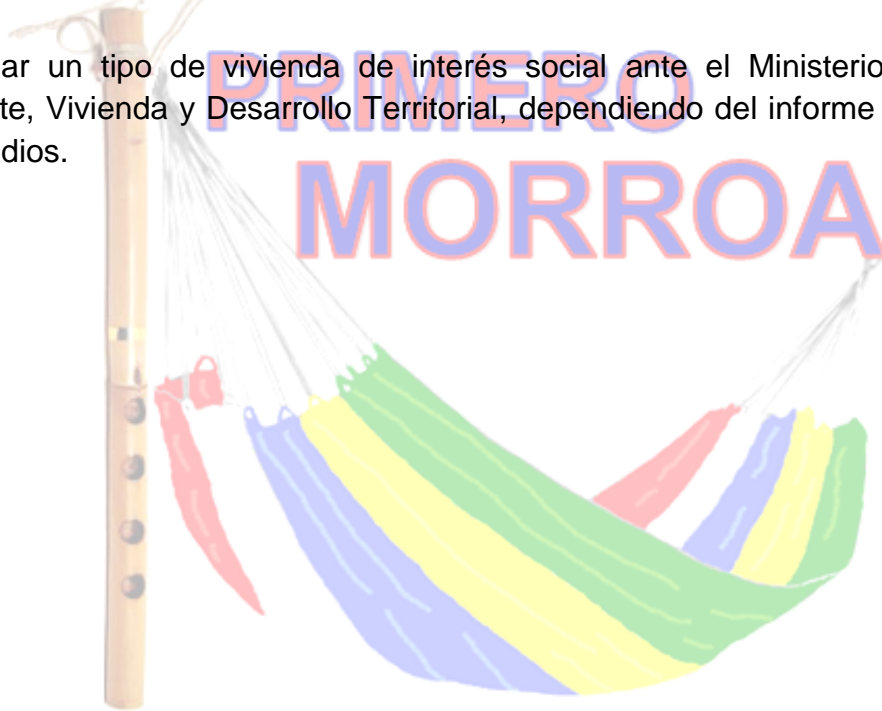 ar un tipo de vivienda de interés social ante el Ministerio
te, Vivienda y Desarrollo Territorial, dependiendo del informe
dios.
PRIMERO
MORROA